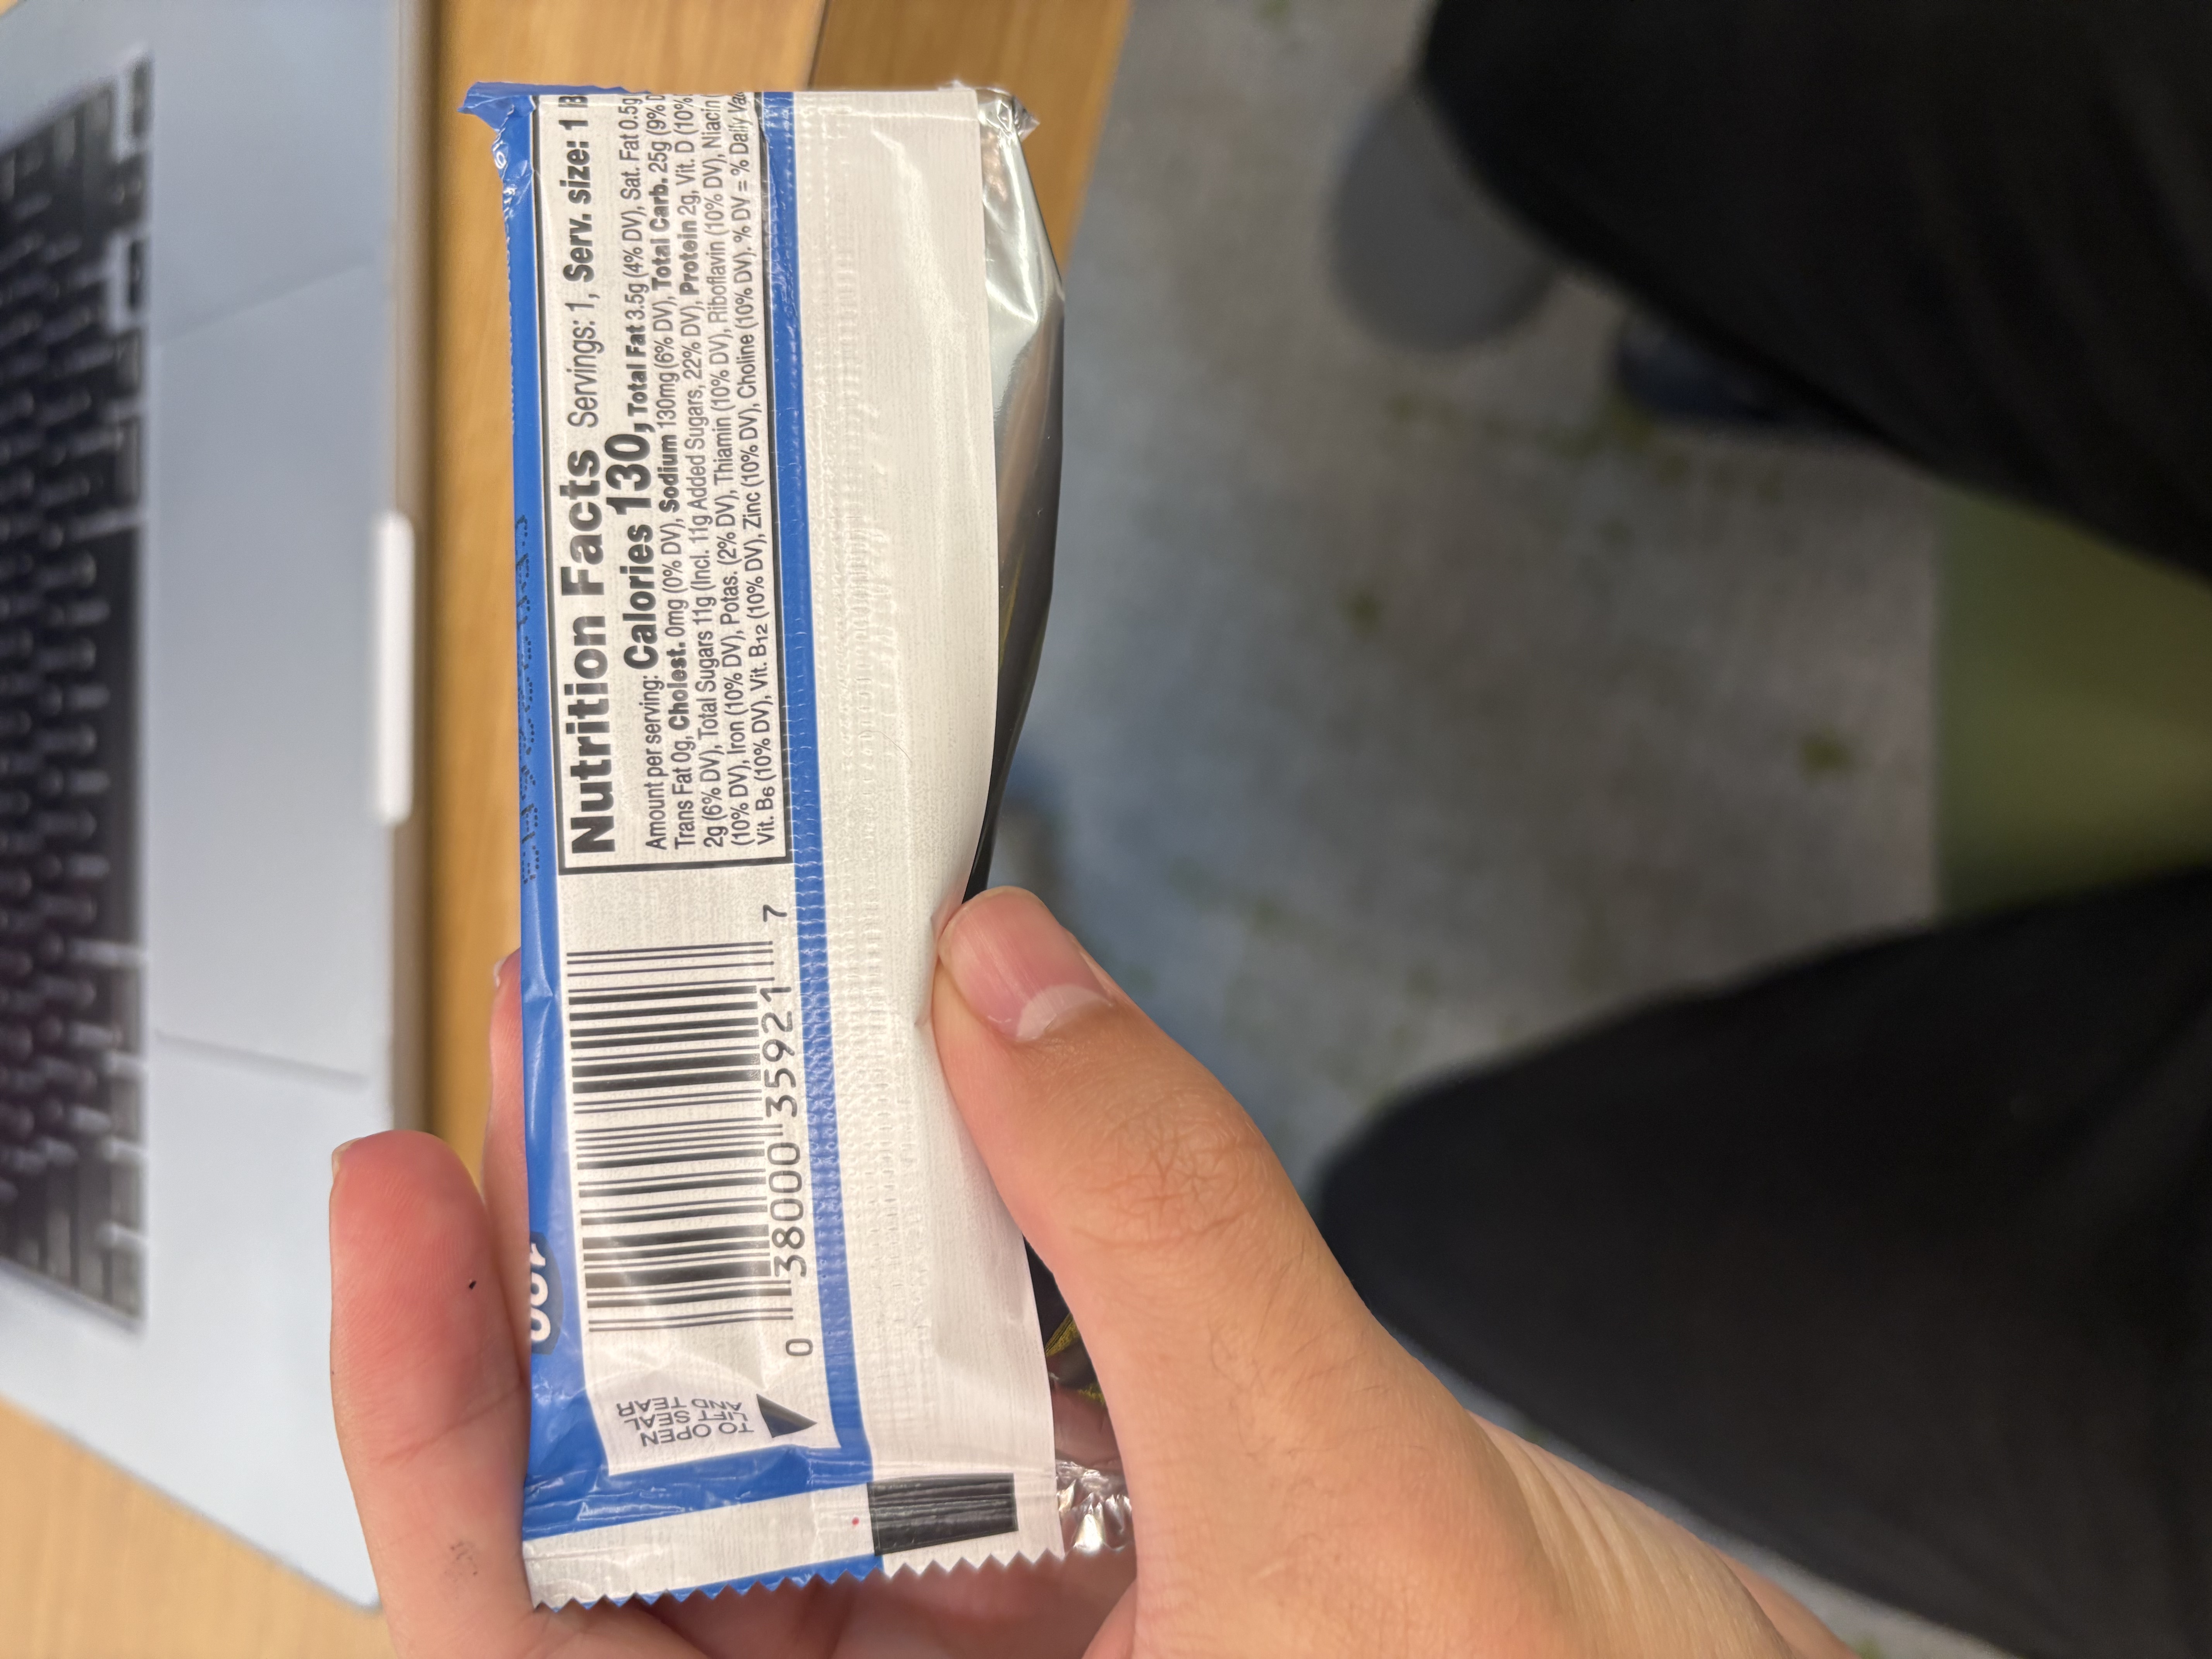 TO OPEN
LIFT SEAL
AND TEAR
0 38000 35921 7
Nutrition Facts Servings: 1, Serv. size: 1
Amount per serving: Calories 130, Total Fat 3.5g (4% DV), Sat. Fat 0.5g
Trans Fat 0g, Cholest. 0mg (0% DV), Sodium 130mg (6% DV), Total Carb. 25g (9%
2g (6% DV), Total Sugars 11g (Incl. 11g Added Sugars, 22% DV), Protein 2g, Vit. D (10%
(10% DV), Iron (10% DV), Potas. (2% DV), Thiamin (10% DV), Riboflavin (10% DV), Niacin
Vit. B6 (10% DV), Vit. B12 (10% DV), Zinc (10% DV), Choline (10% DV). % DV = % Daily